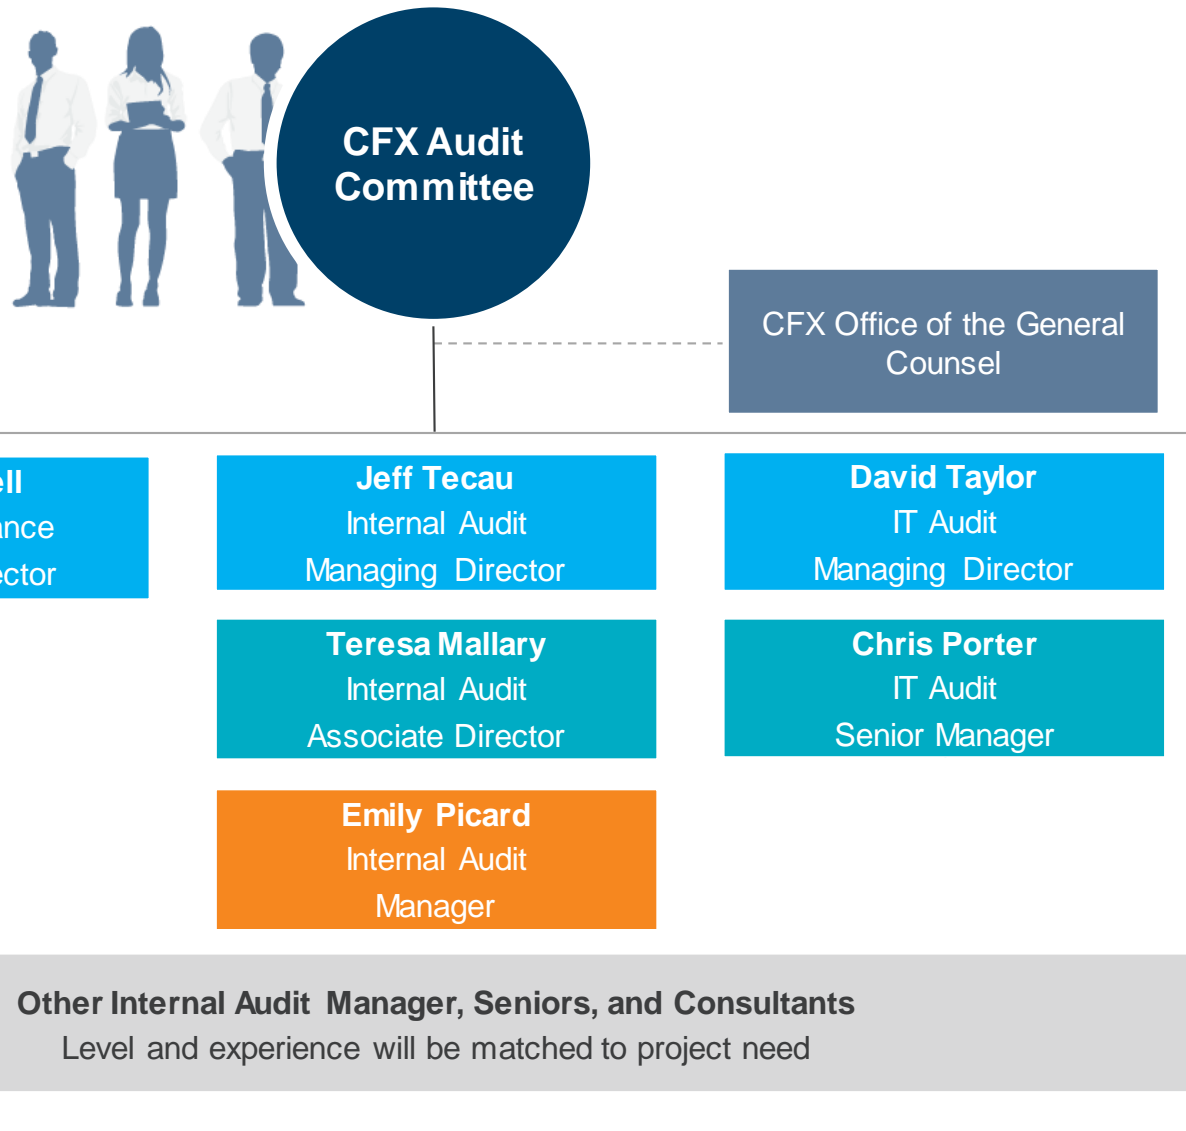 CFX Audit
Committee
CFX Office of the General
Counsel
Jeff Tecau
Internal Audit
Managing Director
David Taylor
IT Audit
Managing Director
Teresa Mallary
Internal Audit
Associate Director
Chris Porter
IT Audit
Senior Manager
Emily Picard
Internal Audit
Manager
Other Internal Audit Manager, Seniors, and Consultants
Level and experience will be matched to project need